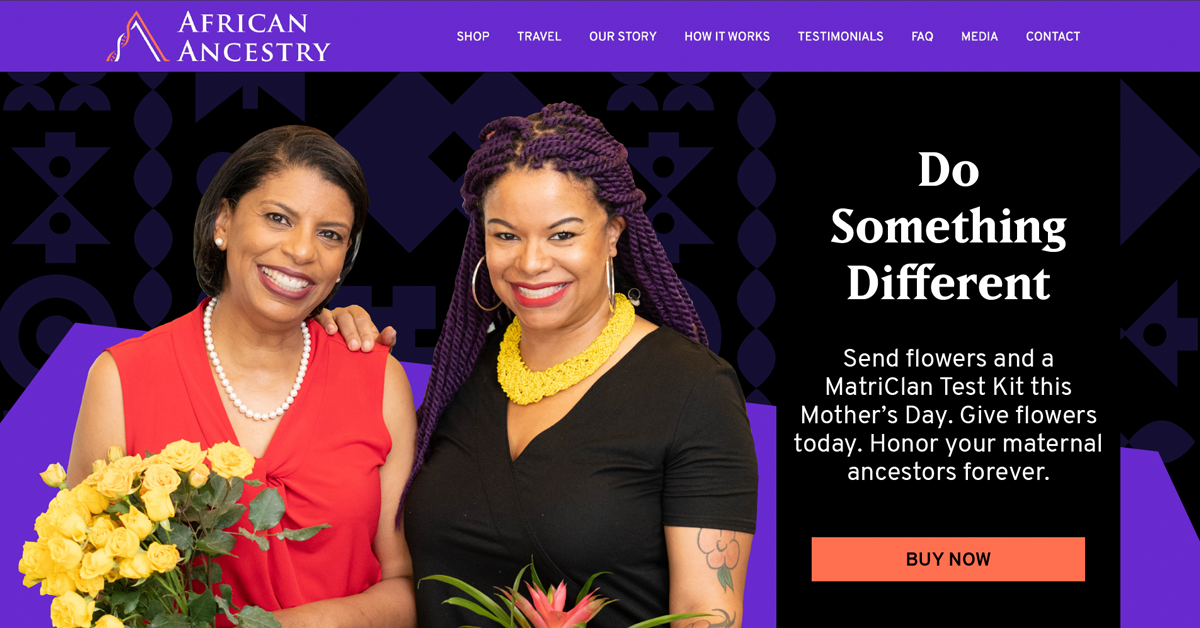 AFRICAN
ANCESTRY
SHOP TRAVEL OUR STORY HOW IT WORKS TESTIMONIALS FAQ MEDIA CONTACT
Do
Something
Different
Send flowers and a
MatriClan Test Kit this
Mother’s Day. Give flowers
today. Honor your maternal
ancestors forever.
BUY NOW